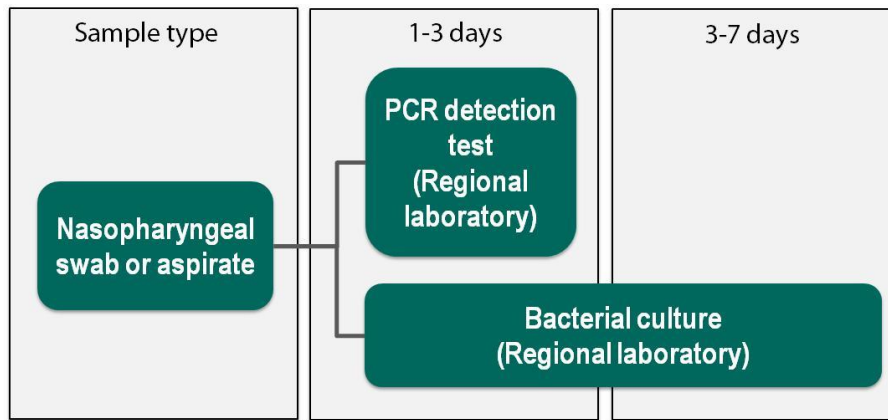 Sample type
1-3 days
3-7 days
PCR detection
test
(Regional
laboratory)
Nasopharyngeal
swab or aspirate
Bacterial culture
(Regional laboratory)